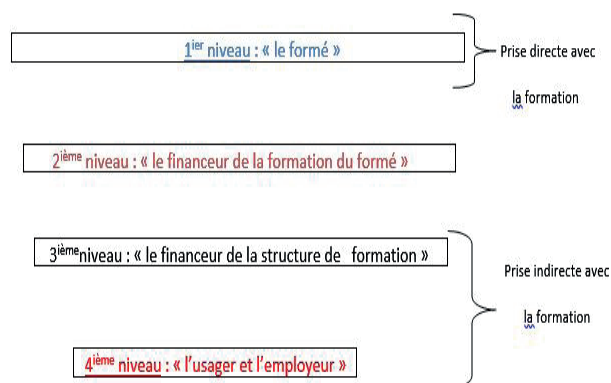 1ier niveau : « le formé »
Prise directe avec
la formation
2ième niveau : « le financeur de la formation du formé »
3ièmeniveau : « le financeur de la structure de formation »
Prise indirecte avec
la formation
4ième niveau : « l’usager et l’employeur »